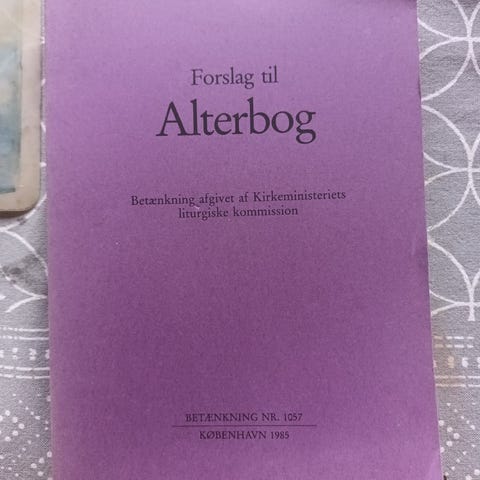 Forslag til
Alterbog
Betænkning afgivet af Kirkeministeriets
liturgiske kommission
BETÆNKNING NR. 1057
KØBENHAVN 1985